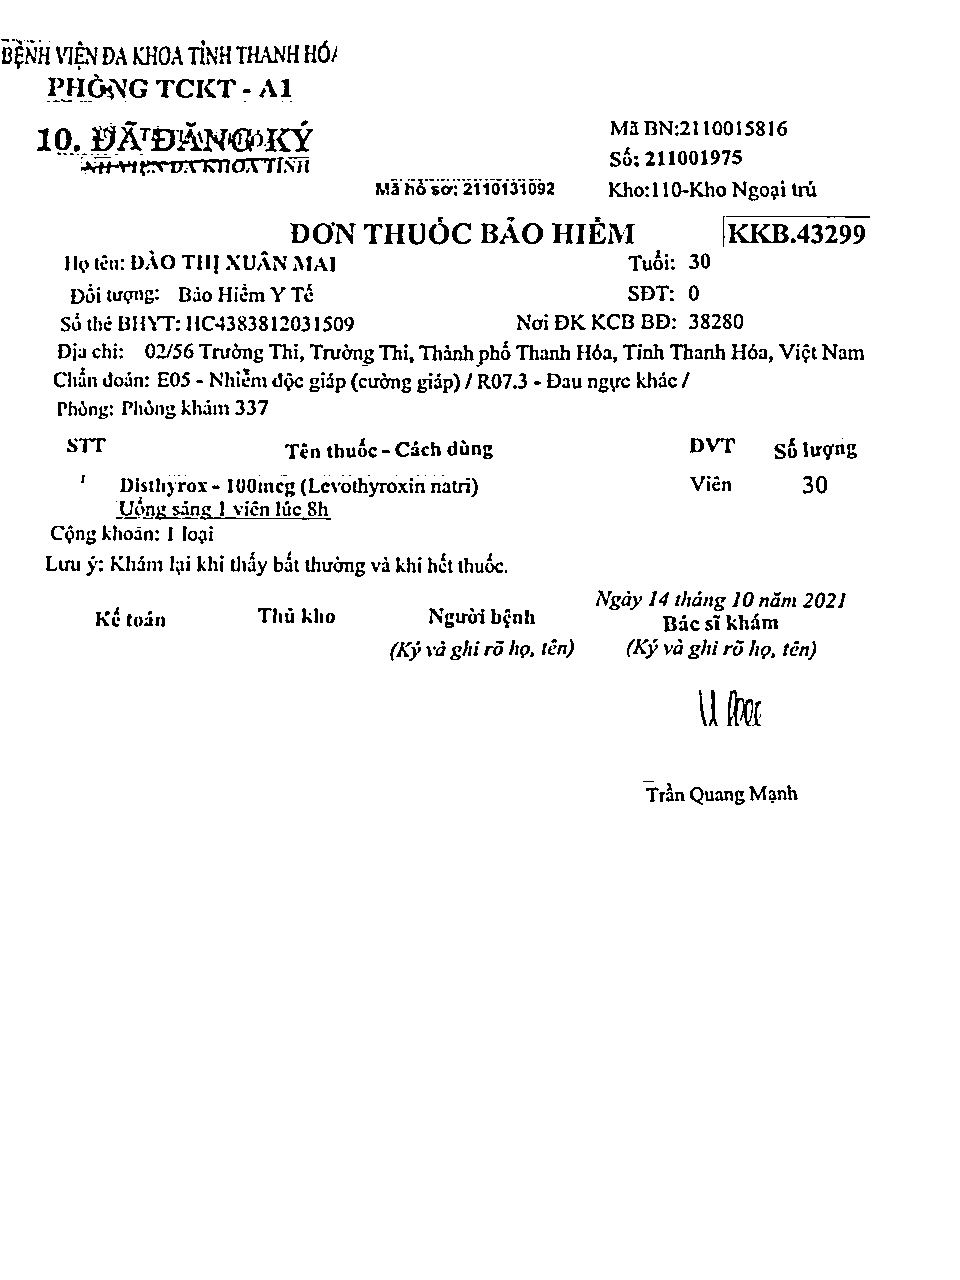 BỆNH VIỆN ĐA KHOA TỈNH THANH HÓA
PHÒNG TCKT - A1
10. ĐÃ ĐĂNG KÝ
Mã BN:2110015816
Số: 211001975
Mã hồ sơ: 2110131092
Kho:110-Kho Ngoại trú
ĐƠN THUỐC BẢO HIỂM
KKB.43299
Họ tên: ĐÀO THỊ XUÂN MAI Tuổi: 30
Đối tượng: Bảo Hiểm Y Tế SĐT: 0
Số thẻ BHYT: HC4383812031509 Nơi ĐK KCB BĐ: 38280
Địa chỉ: 02/56 Trường Thi, Trường Thi, Thành phố Thanh Hóa, Tỉnh Thanh Hóa, Việt Nam
Chẩn đoán: E05 - Nhiễm độc giáp (cường giáp) / R07.3 - Đau ngực khác /
Phòng: Phòng khám 337
STT Tên thuốc - Cách dùng ĐVT Số lượng
1 Disthyrox - 100mcg (Levothyroxin natri) Viên 30
Uống sáng 1 viên lúc 8h
Cộng khoản: 1 loại
Lưu ý: Khám lại khi thấy bất thường và khi hết thuốc.
Ngày 14 tháng 10 năm 2021
Kế toán Thủ kho Người bệnh Bác sĩ khám
(Ký và ghi rõ họ, tên) (Ký và ghi rõ họ, tên)
Trần Quang Mạnh